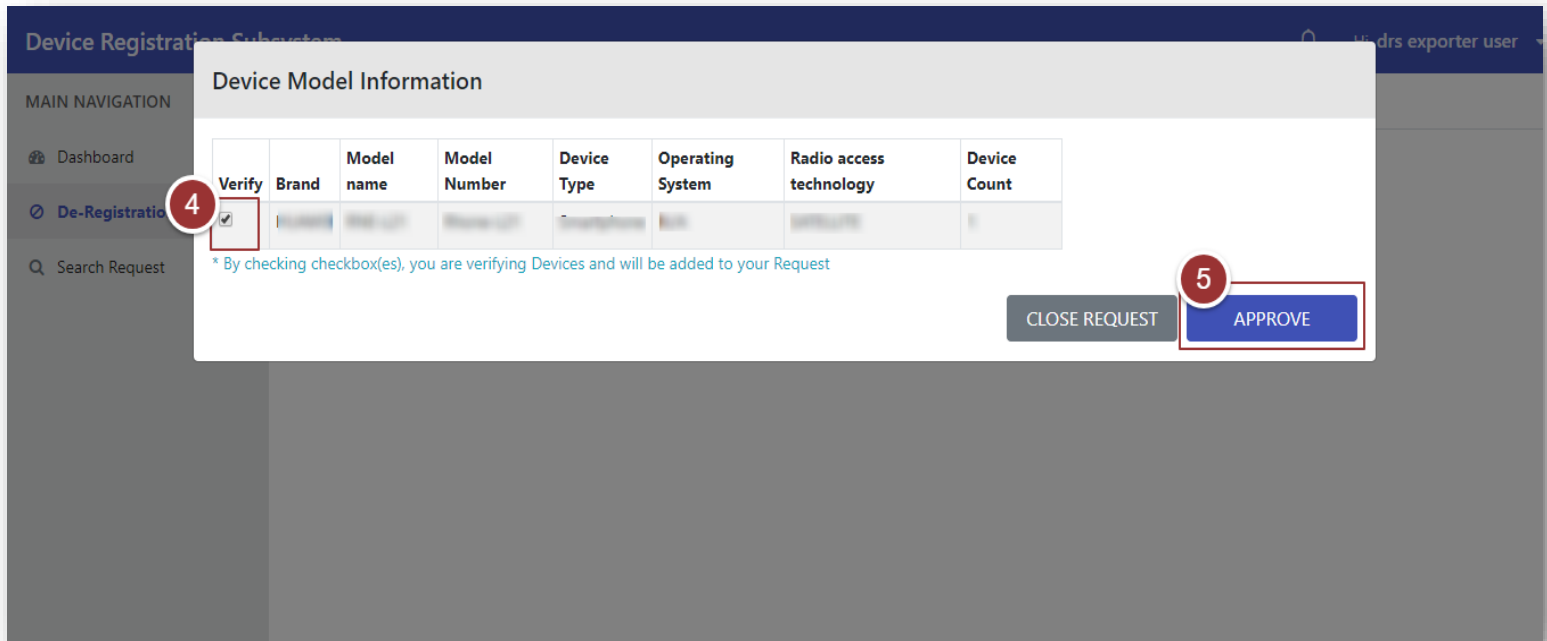 Device Registration Subsystem
Hi, drs exporter user
MAIN NAVIGATION
Dashboard
De-Registratio
Search Request
Device Model Information
Verify Brand Model name Model Number Device Type Operating System Radio access technology Device Count
4
* By checking checkbox(es), you are verifying Devices and will be added to your Request
5
CLOSE REQUEST
APPROVE